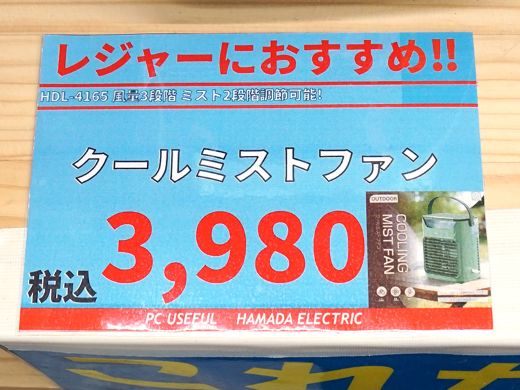 レジャーにおすすめ!!
HDL-4165 風量3段階 ミスト2段階調節可能!
クールミストファン
税込 3,980
OUTDOOR
COOLING
MIST FAN
PC USEFUL HAMADA ELECTRIC